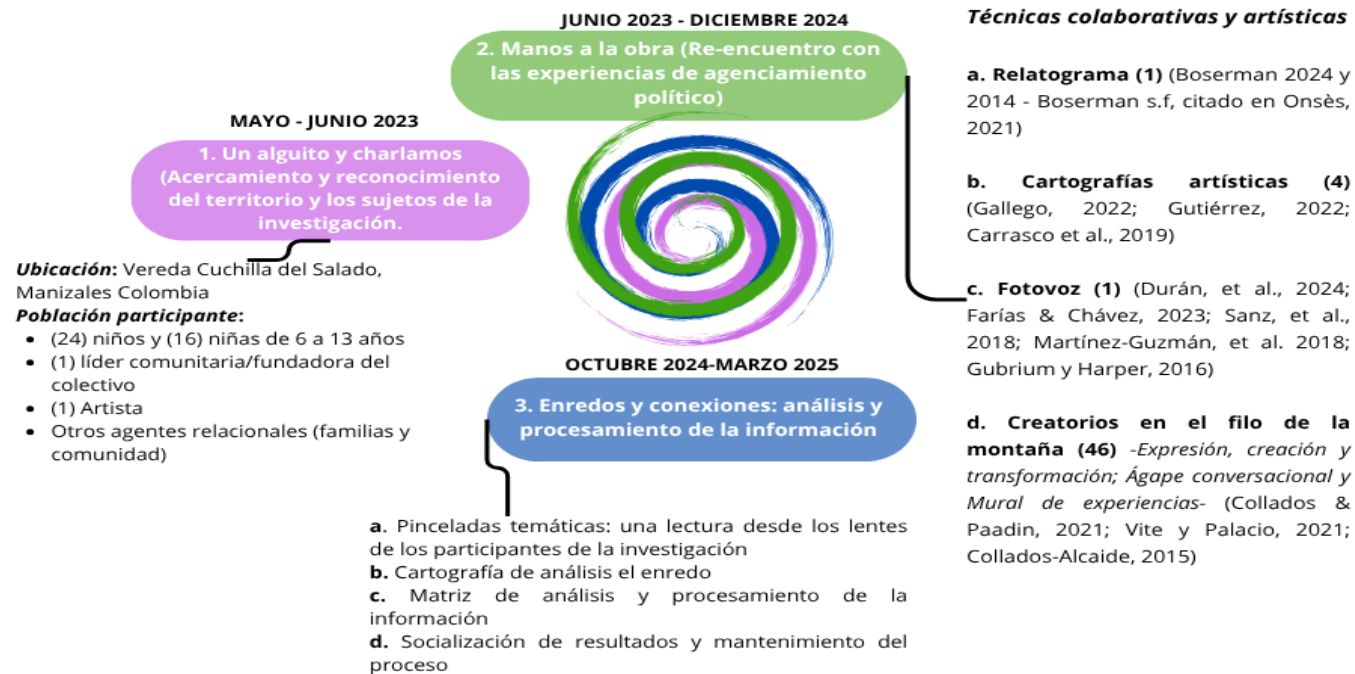 MAYO - JUNIO 2023
1. Un alguito y charlamos
(Acercamiento y reconocimiento
del territorio y los sujetos de la
investigación.
Ubicación: Vereda Cuchilla del Salado,
Manizales Colombia
Población participante:
• (24) niños y (16) niñas de 6 a 13 años
• (1) líder comunitaria/fundadora del
colectivo
• (1) Artista
• Otros agentes relacionales (familias y
comunidad)
JUNIO 2023 - DICIEMBRE 2024
2. Manos a la obra (Re-encuentro con
las experiencias de agenciamiento
político)
Técnicas colaborativas y artísticas
a. Relatograma (1) (Boserman 2024 y
2014 - Boserman s.f, citado en Onsès,
2021)
b. Cartografías artísticas (4)
(Gallego, 2022; Gutiérrez, 2022;
Carrasco et al., 2019)
c. Fotovoz (1) (Durán, et al., 2024;
Farías & Chávez, 2023; Sanz, et al.,
2018; Martínez-Guzmán, et al. 2018;
Gubrium y Harper, 2016)
d. Creatorios en el filo de la
montaña (46) -Expresión, creación y
transformación; Ágape conversacional y
Mural de experiencias- (Collados &
Paadin, 2021; Vite y Palacio, 2021;
Collados-Alcaide, 2015)
OCTUBRE 2024-MARZO 2025
3. Enredos y conexiones: análisis y
procesamiento de la información
a. Pinceladas temáticas: una lectura desde los lentes
de los participantes de la investigación
b. Cartografía de análisis el enredo
c. Matriz de análisis y procesamiento de la
información
d. Socialización de resultados y mantenimiento del
proceso